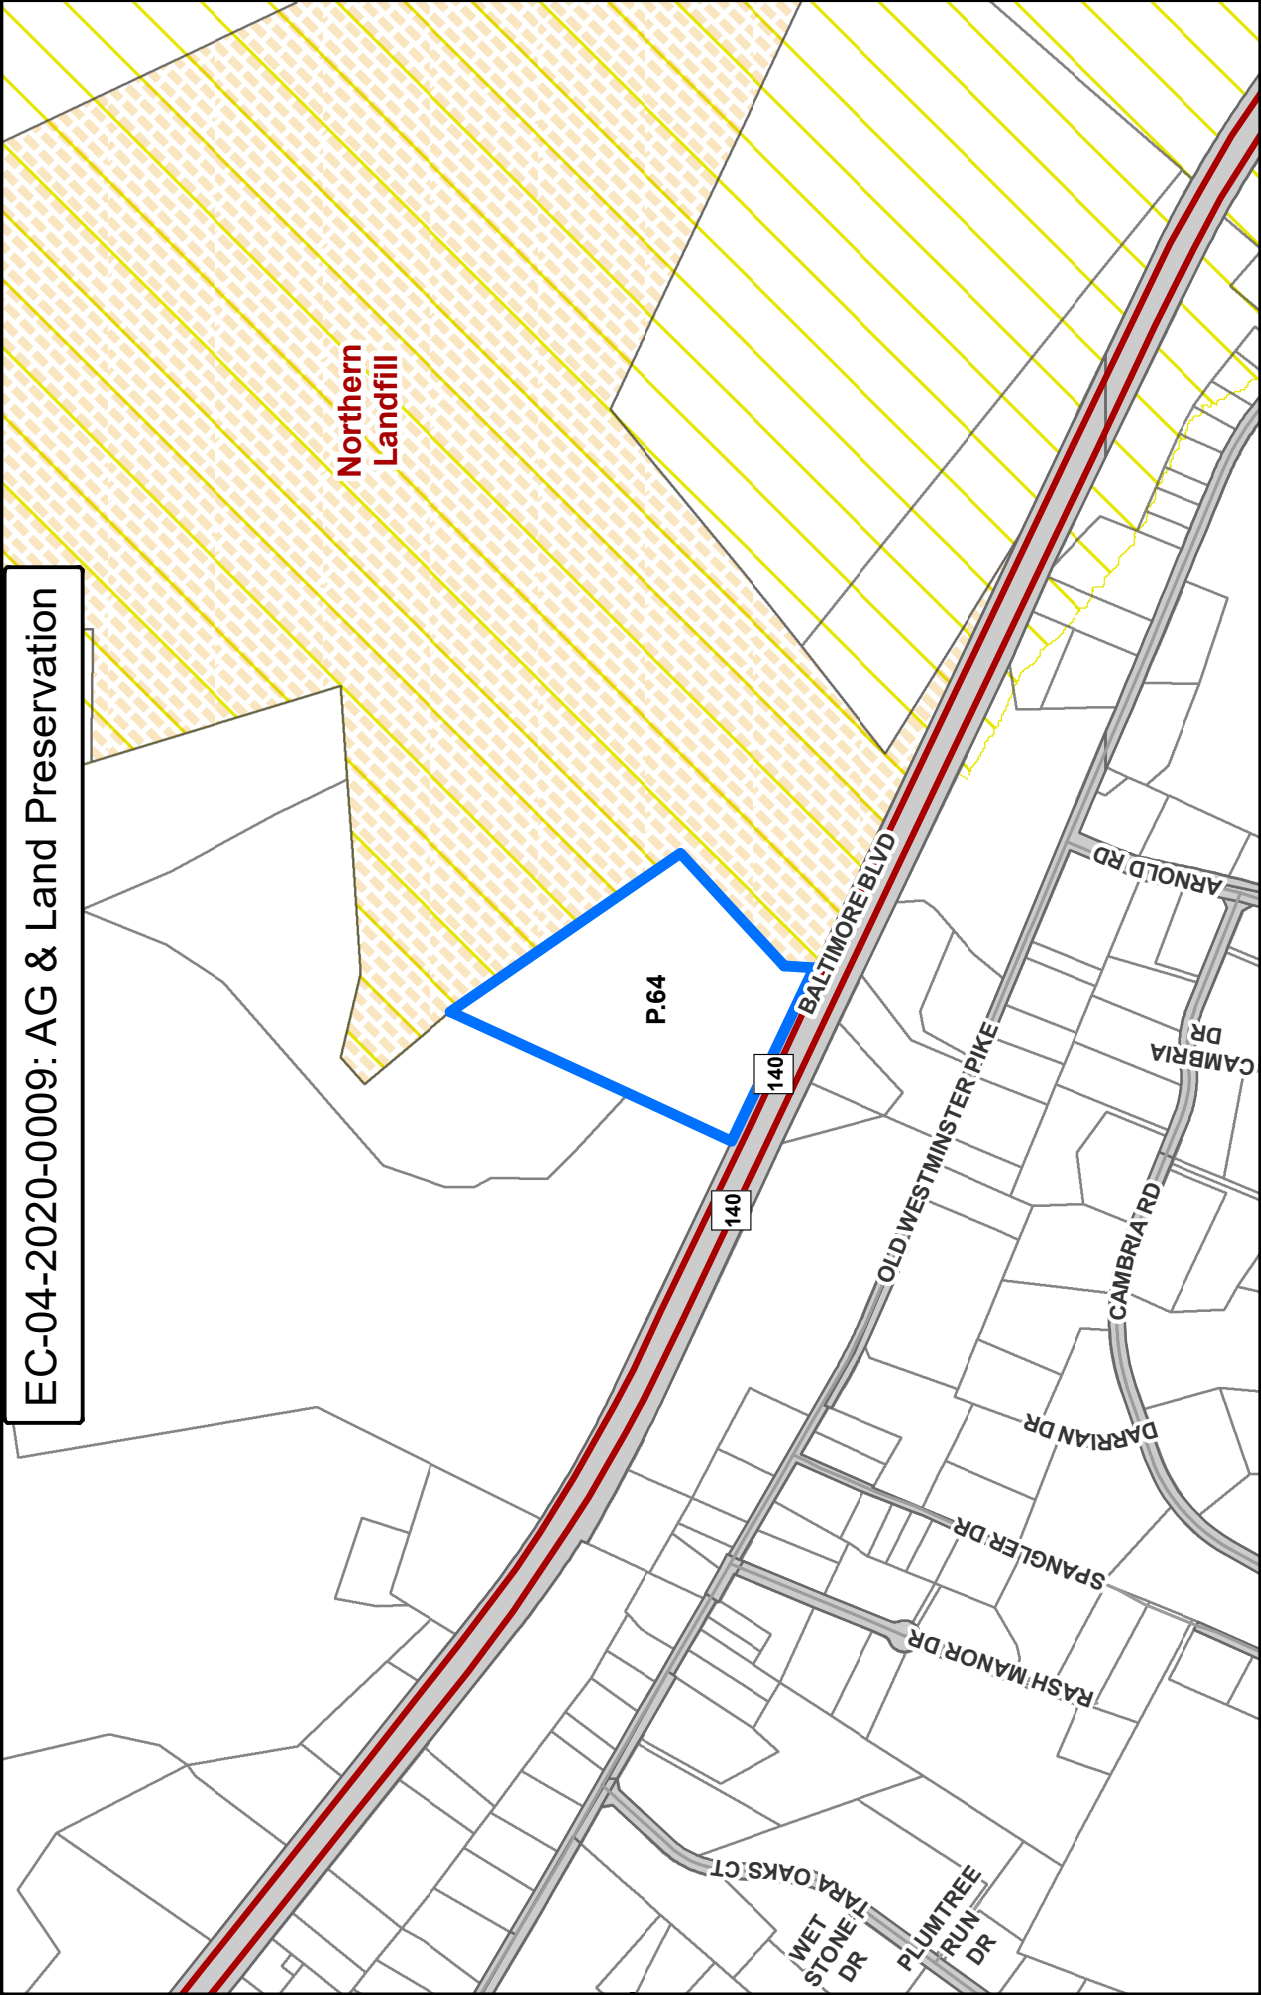 EC-04-2020-0009: AG & Land Preservation
Northern
Landfill
P.64
BALTIMORE BLVD
140
140
OLD WESTMINSTER PIKE
ARNOLD RD
CAMBRIA
DR
CAMBRIA RD
DARRIAN DR
SPANGLER DR
RASH MANOR DR
TARA OAKS CT
WET
STONE
DR
PLUMTREE
RUN
DR